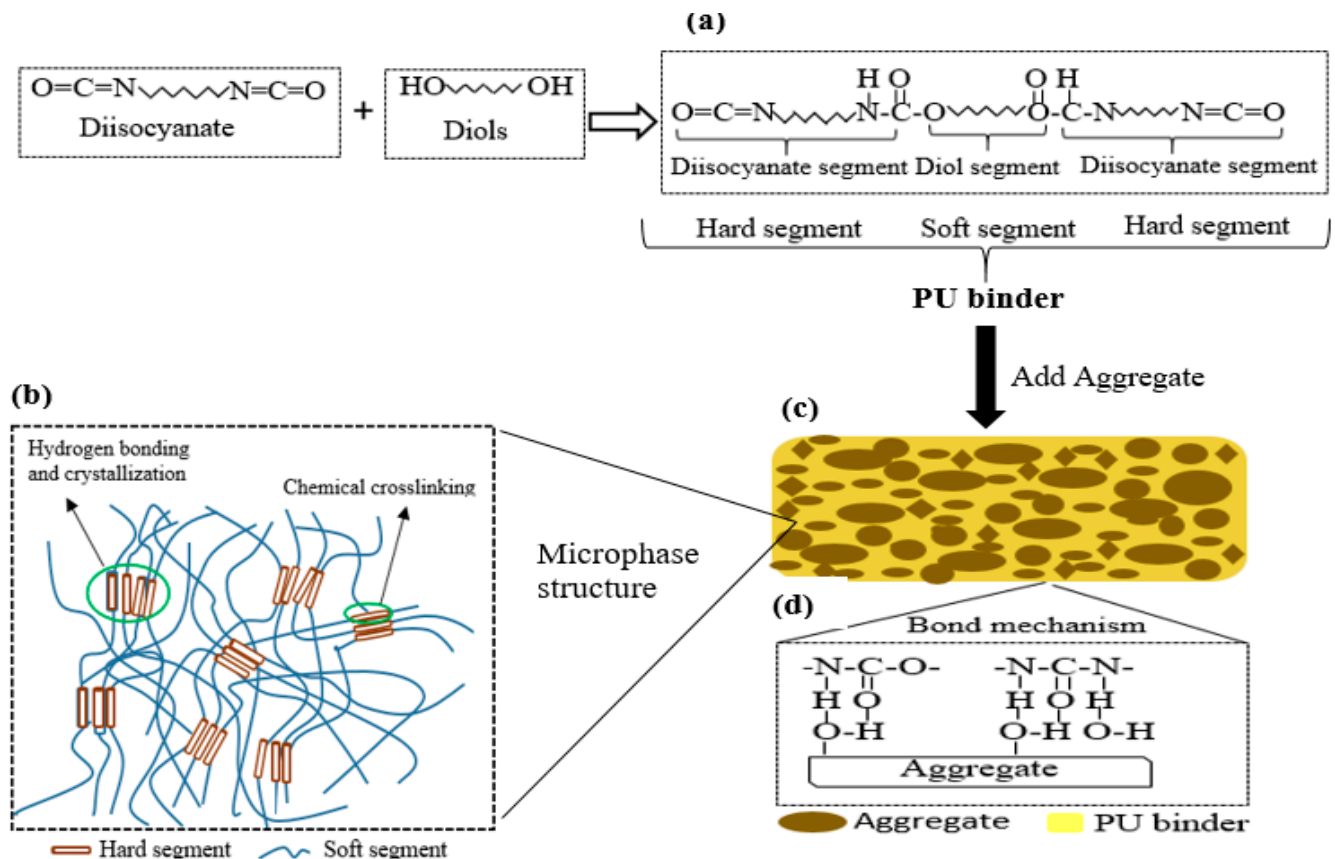 (a)
O=C=N N=C=O
Diisocyanate
+
HO OH
Diols
H O O H
O=C=N N-C-O O-C-N N=C=O
Diisocyanate segment Diol segment Diisocyanate segment
Hard segment Soft segment Hard segment
PU binder
Add Aggregate
(b)
Hydrogen bonding
and crystallization
Chemical crosslinking
Hard segment Soft segment
Microphase
structure
(c)
(d)
Bond mechanism
-N-C-O- -N-C-N-
H O H O H
O-H O-H O-H
Aggregate
Aggregate PU binder